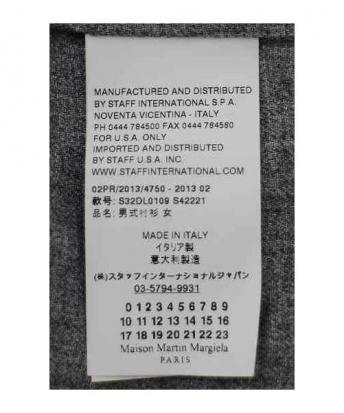 MANUFACTURED AND DISTRIBUTED
BY STAFF INTERNATIONAL S.P.A.
NOVENTA VICENTINA - ITALY
PH 0444 784500 FAX 0444 784580
FOR U.S.A. ONLY
IMPORTED AND DISTRIBUTED
BY STAFF U.S.A. INC.
WWW.STAFFINTERNATIONAL.COM
02PR/2013/4750 - 2013 02
款号: S32DL0109 S42221
品名: 男式衬衫 女
MADE IN ITALY
イタリア製
意大利製造
(株)スタッフインターナショナルジャパン
03-5794-9931
0 1 2 3 4 5 6 7 8 9
10 11 12 13 14 15 16
17 18 19 20 21 22 23
Maison Martin Margiela
PARIS